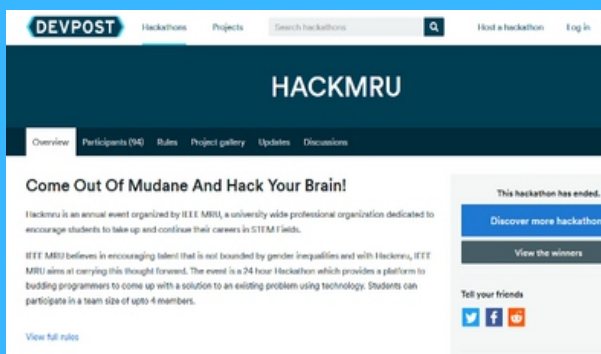 DEVPOST Hackathons Projects Search hackathons Host a hackathon Log in
HACKMRU
Overview Participants (94) Rules Project gallery Updates Discussions
Come Out Of Mudane And Hack Your Brain!
Hackmru is an annual event organized by IEEE MRU, a university wide professional organization dedicated to
encourage students to take up and continue their careers in STEM Fields.
IEEE MRU believes in encouraging talent that is not bounded by gender inequalities and with Hackmru, IEEE
MRU aims at carrying this thought forward. The event is a 24 hour Hackathon which provides a platform to
budding programmers to come up with a solution to an existing problem using technology. Students can
participate in a team size of upto 4 members.
View full rules
This hackathon has ended.
Discover more hackathon
View the winners
Tell your friends